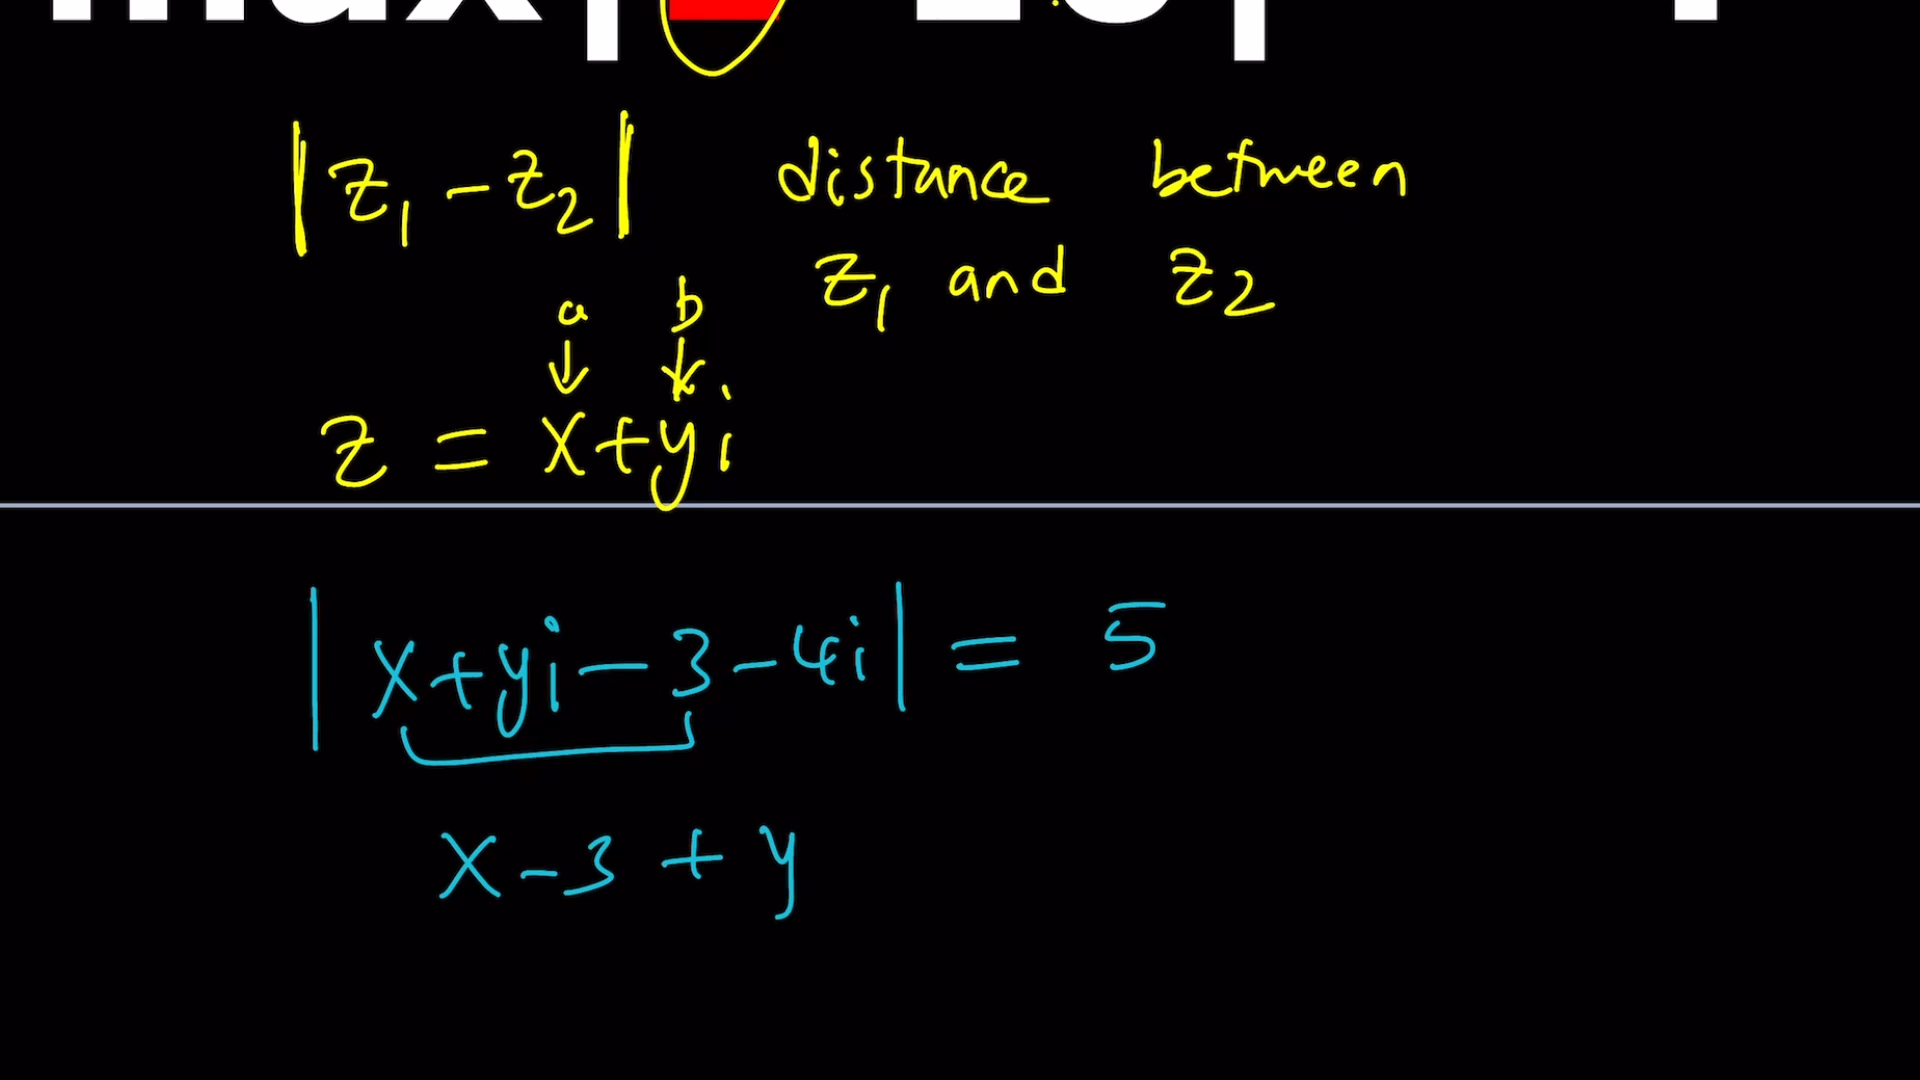 |z₁ - z₂| distance between
z₁ and z₂
a b
↓ ↓
z = x+yi
|x+yi-3-4i| = 5
x-3+y